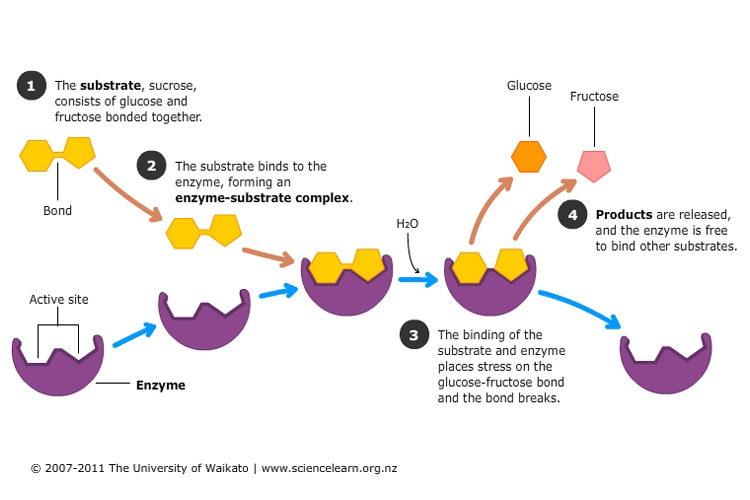 1
The substrate, sucrose,
consists of glucose and
fructose bonded together.
Bond
2
The substrate binds to the
enzyme, forming an
enzyme-substrate complex.
Glucose
Fructose
4
Products are released,
and the enzyme is free
to bind other substrates.
H2O
Active site
Enzyme
3
The binding of the
substrate and enzyme
places stress on the
glucose-fructose bond
and the bond breaks.
© 2007-2011 The University of Waikato | www.sciencelearn.org.nz